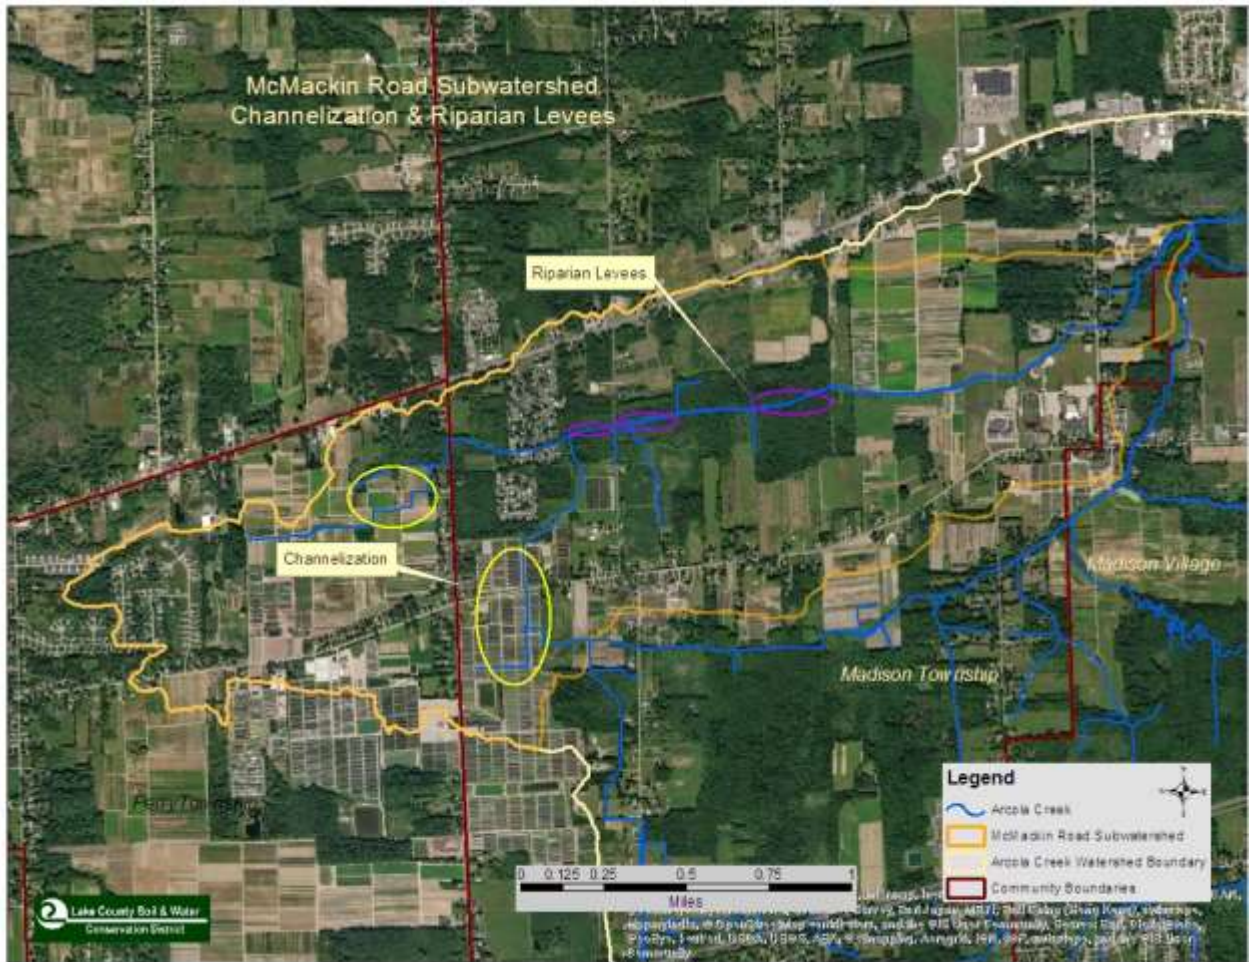 McMackin Road Subwatershed
Channelization & Riparian Levees
Riparian Levees
Channelization
Madison Village
Madison Township
Perry Township
Legend
Arcola Creek
McMackin Road Subwatershed
Arcola Creek Watershed Boundary
Community Boundaries
0 0.125 0.25 0.5 0.75 1
Miles
Lake County Soil & Water
Conservation District